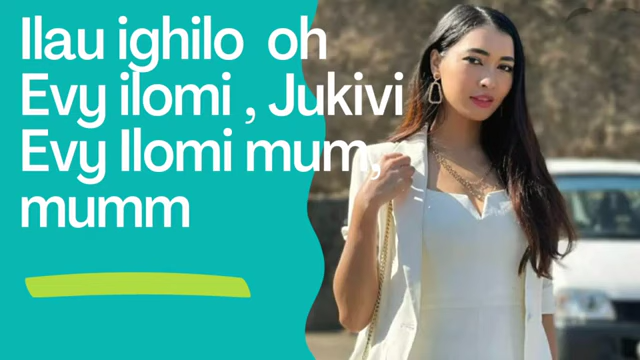 Ilau ighilo oh
Evy ilomi , Jukivi
Evy Ilomi mum,
mumm